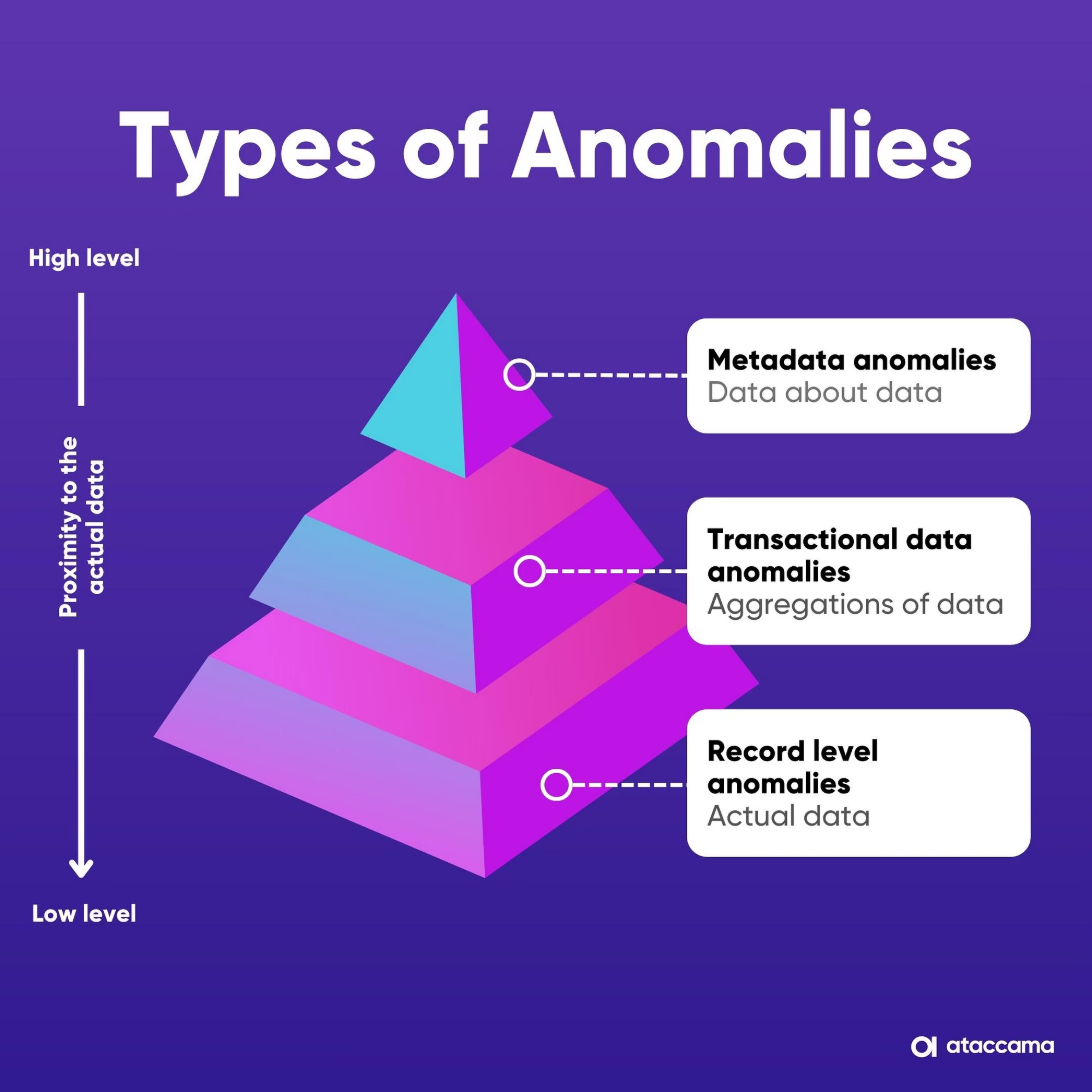 Types of Anomalies
High level
Proximity to the
actual data
Low level
Metadata anomalies
Data about data
Transactional data
anomalies
Aggregations of data
Record level
anomalies
Actual data
ataccama